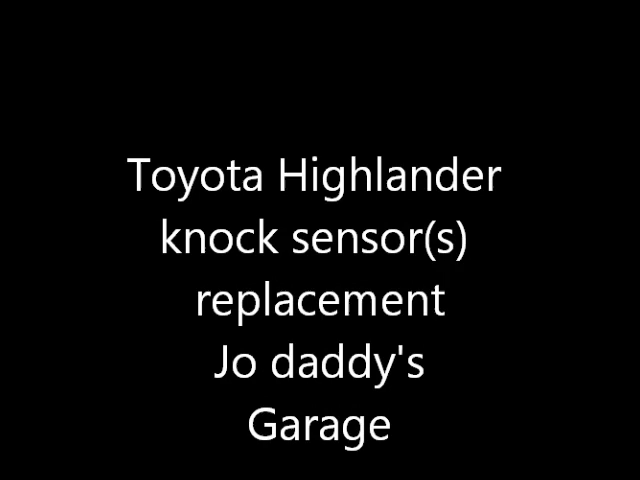 Toyota Highlander
knock sensor(s)
replacement
Jo daddy's
Garage